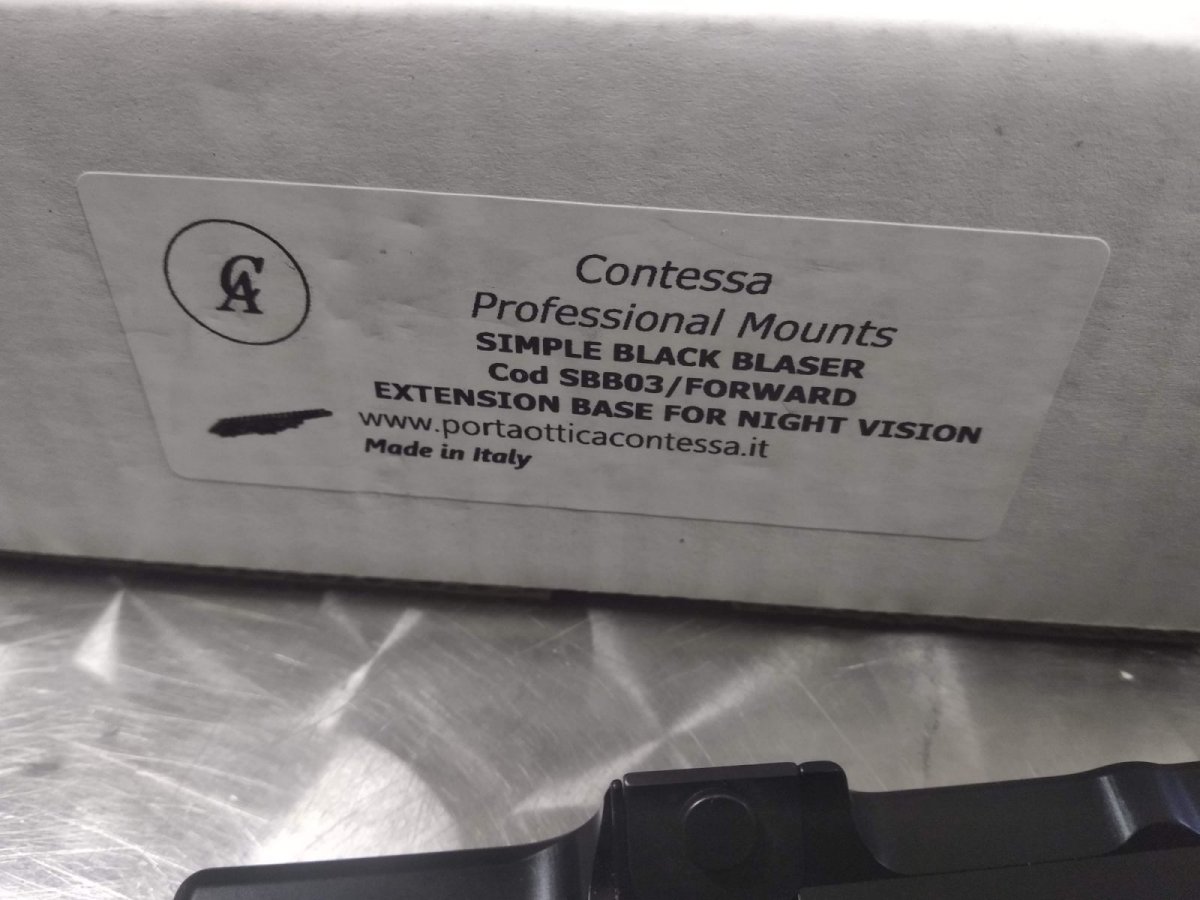 CA
Contessa
Professional Mounts
SIMPLE BLACK BLASER
Cod SBB03/FORWARD
EXTENSION BASE FOR NIGHT VISION
www.portaotticacontessa.it
Made in Italy